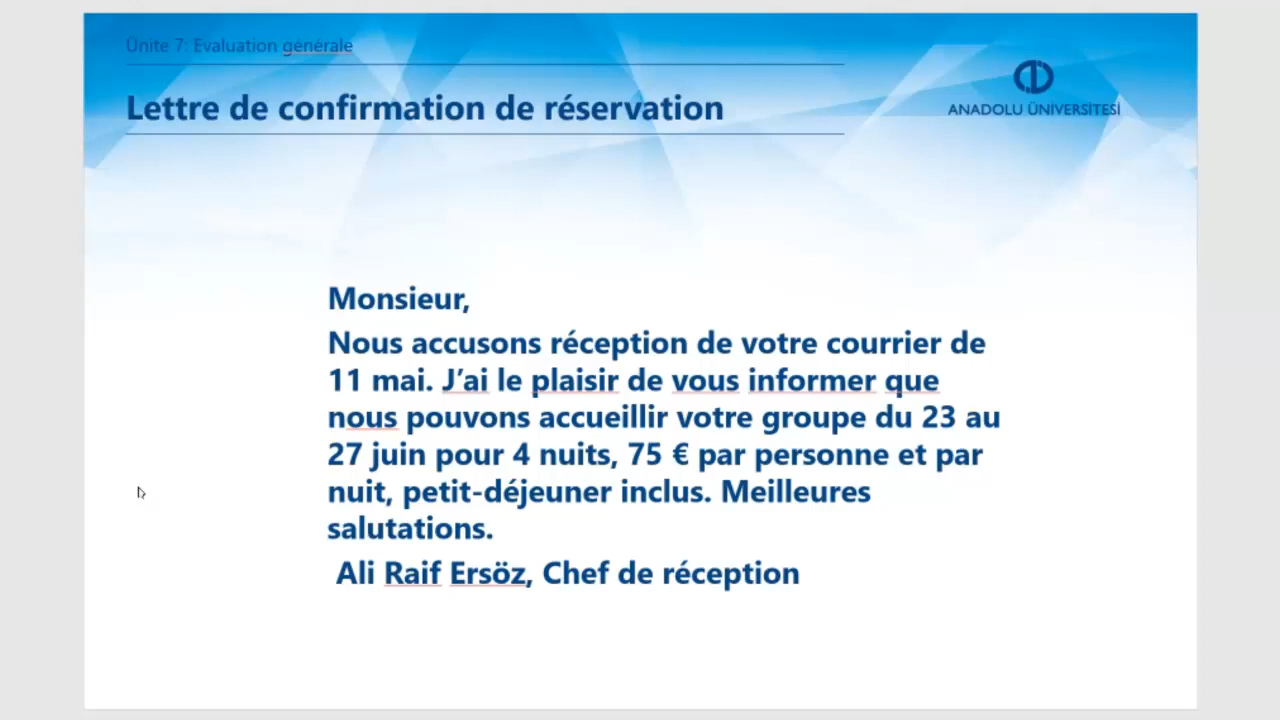 Ünite 7: Evaluation générale
Lettre de confirmation de réservation
ANADOLU ÜNİVERSİTESİ
Monsieur,
Nous accusons réception de votre courrier de
11 mai. J’ai le plaisir de vous informer que
nous pouvons accueillir votre groupe du 23 au
27 juin pour 4 nuits, 75 € par personne et par
nuit, petit-déjeuner inclus. Meilleures
salutations.
Ali Raif Ersöz, Chef de réception